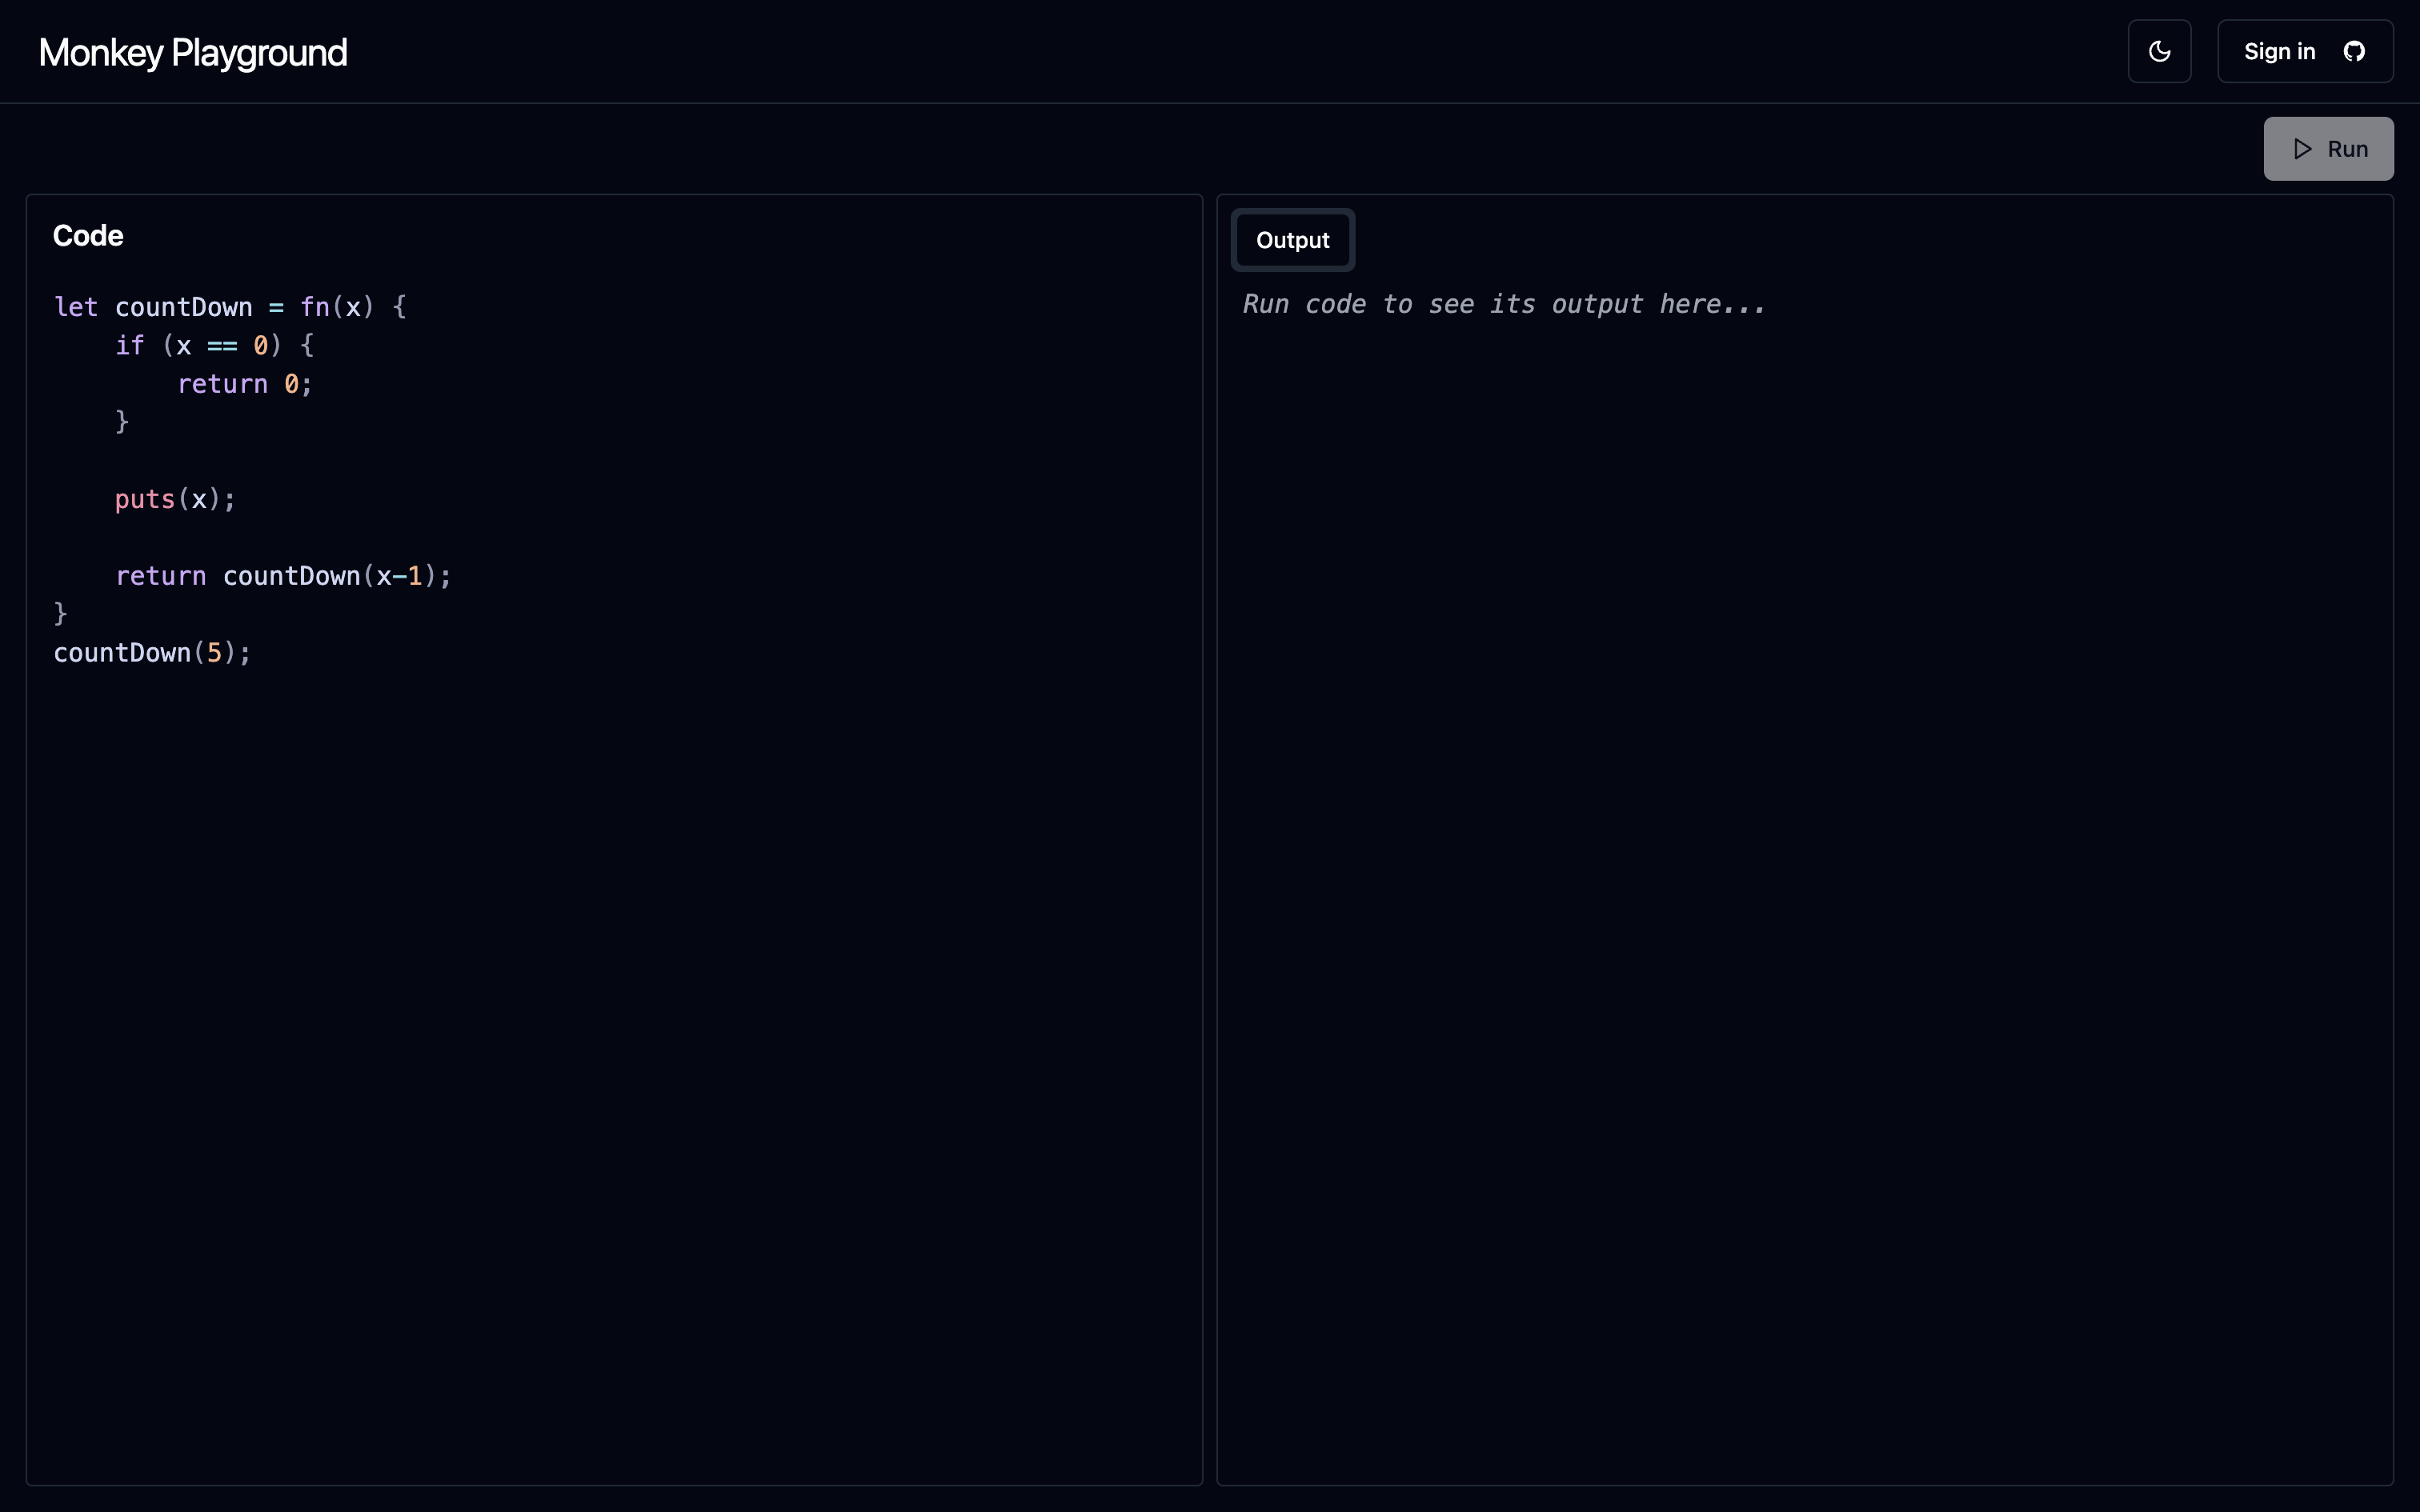 Monkey Playground
Sign in
Run
Code
let countDown = fn(x) {
    if (x == 0) {
        return 0;
    }

    puts(x);

    return countDown(x-1);
}
countDown(5);
Output
Run code to see its output here...